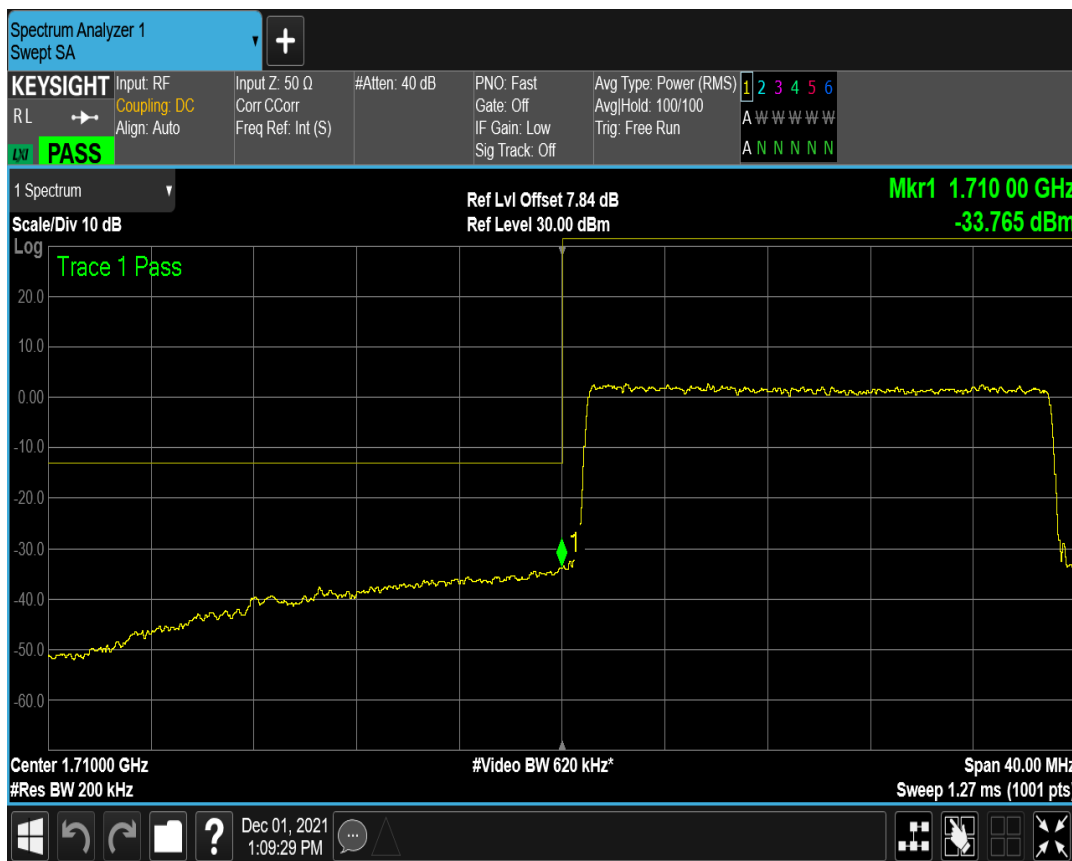 Spectrum Analyzer 1
Swept SA
+
KEYSIGHT
RL
LXI PASS
Input: RF
Coupling: DC
Align: Auto
Input Z: 50 Ω
Corr CCorr
Freq Ref: Int (S)
#Atten: 40 dB
PNO: Fast
Gate: Off
IF Gain: Low
Sig Track: Off
Avg Type: Power (RMS)
Avg|Hold: 100/100
Trig: Free Run
1 2 3 4 5 6
A W W W W W
A N N N N N
1 Spectrum
Scale/Div 10 dB
Ref Lvl Offset 7.84 dB
Ref Level 30.00 dBm
Mkr1 1.710 00 GHz
-33.765 dBm
Log
Trace 1 Pass
20.0
10.0
0.00
-10.0
-20.0
-30.0
1
-40.0
-50.0
-60.0
Center 1.71000 GHz
#Res BW 200 kHz
#Video BW 620 kHz*
Span 40.00 MHz
Sweep 1.27 ms (1001 pts)
?
Dec 01, 2021
1:09:29 PM